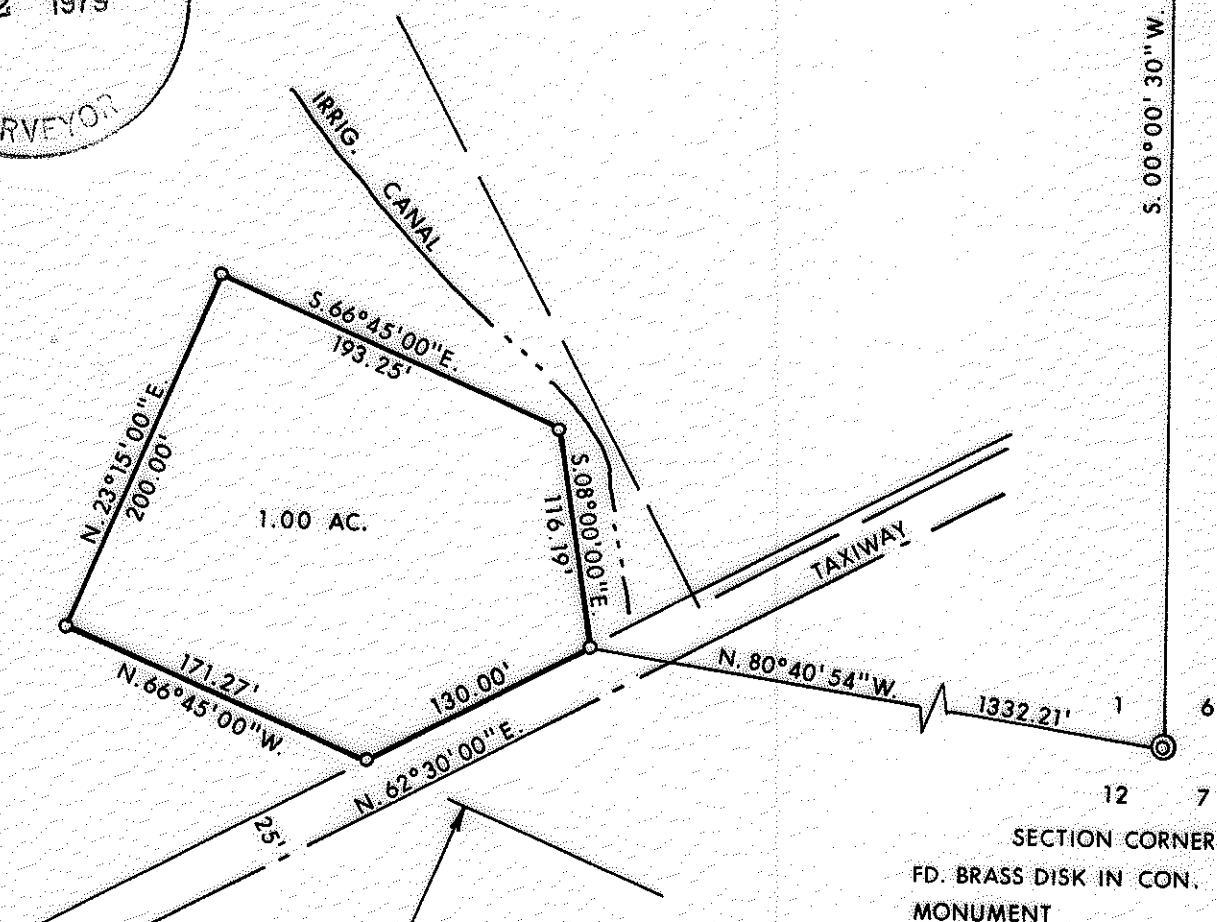 1979
RVEYOR
S. 00°00'30" W.
IRRIG.
CANAL
S. 66°45'00" E.
193.25'
N. 23°15'00" E.
200.00'
1.00 AC.
S. 08°00'00" E.
116.19'
TAXIWAY
171.27'
N. 66°45'00" W.
130.00'
N. 62°30'00" E.
25'
N. 80°40'54" W.
1332.21'
1
6
12
7
SECTION CORNER
FD. BRASS DISK IN CON.
MONUMENT